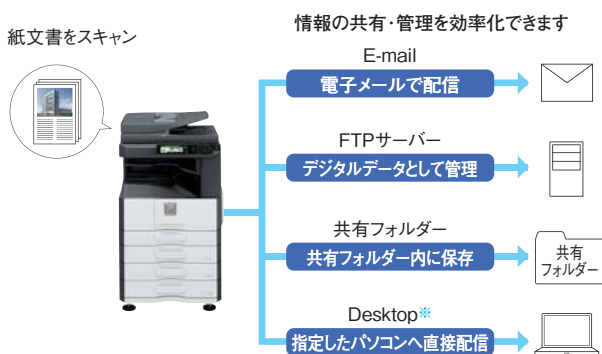 紙文書をスキャン
情報の共有・管理を効率化できます
E-mail
電子メールで配信
FTPサーバー
デジタルデータとして管理
共有フォルダー
共有フォルダー内に保存
共有
フォルダー
Desktop※
指定したパソコンへ直接配信